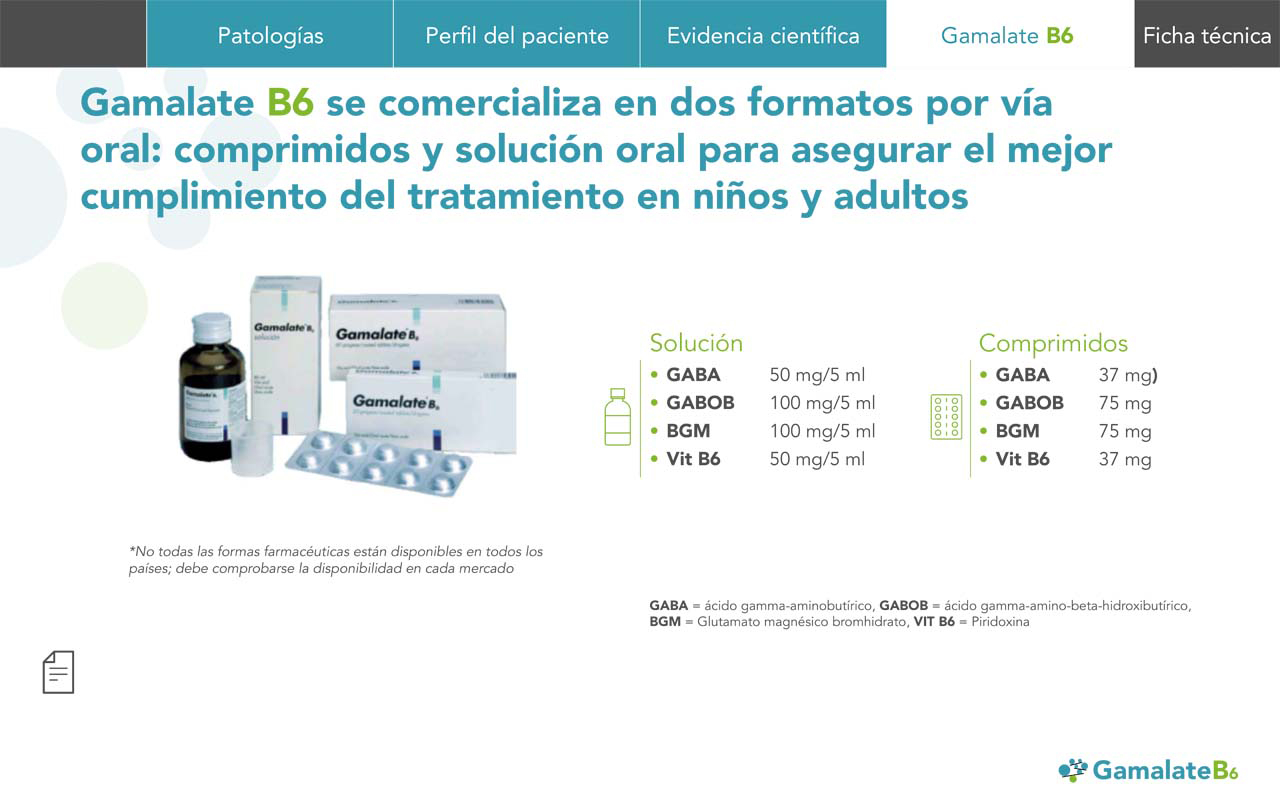 Patologías
Perfil del paciente
Evidencia científica
Gamalate B6
Ficha técnica
Gamalate B6 se comercializa en dos formatos por vía
oral: comprimidos y solución oral para asegurar el mejor
cumplimiento del tratamiento en niños y adultos
Gamalate B6
solución
Gamalate B6
Gamalate B6
Gamalate B6
Solución
• GABA 50 mg/5 ml
• GABOB 100 mg/5 ml
• BGM 100 mg/5 ml
• Vit B6 50 mg/5 ml
Comprimidos
• GABA 37 mg)
• GABOB 75 mg
• BGM 75 mg
• Vit B6 37 mg
*No todas las formas farmacéuticas están disponibles en todos los
países; debe comprobarse la disponibilidad en cada mercado
GABA = ácido gamma-aminobutírico, GABOB = ácido gamma-amino-beta-hidroxibutírico,
BGM = Glutamato magnésico bromhidrato, VIT B6 = Piridoxina
GamalateB6